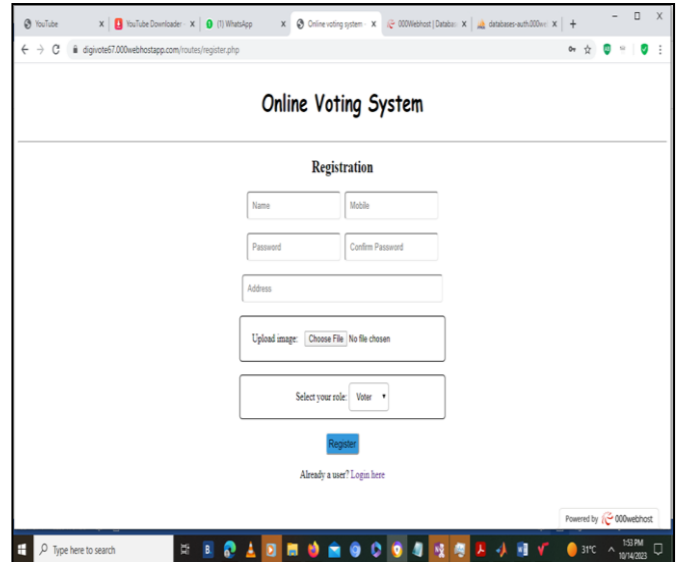 YouTube
YouTube Downloader -
(1) WhatsApp
Online voting system -
000Webhost | Databas
databases-auth.000we
digivote67.000webhostapp.com/routes/register.php
Online Voting System
Registration
Name Mobile
Password Confirm Password
Address
Upload image: Choose File No file chosen
Select your role: Voter
Register
Already a user? Login here
Powered by 000webhost
Type here to search
31°C
1:53 PM
10/14/2023